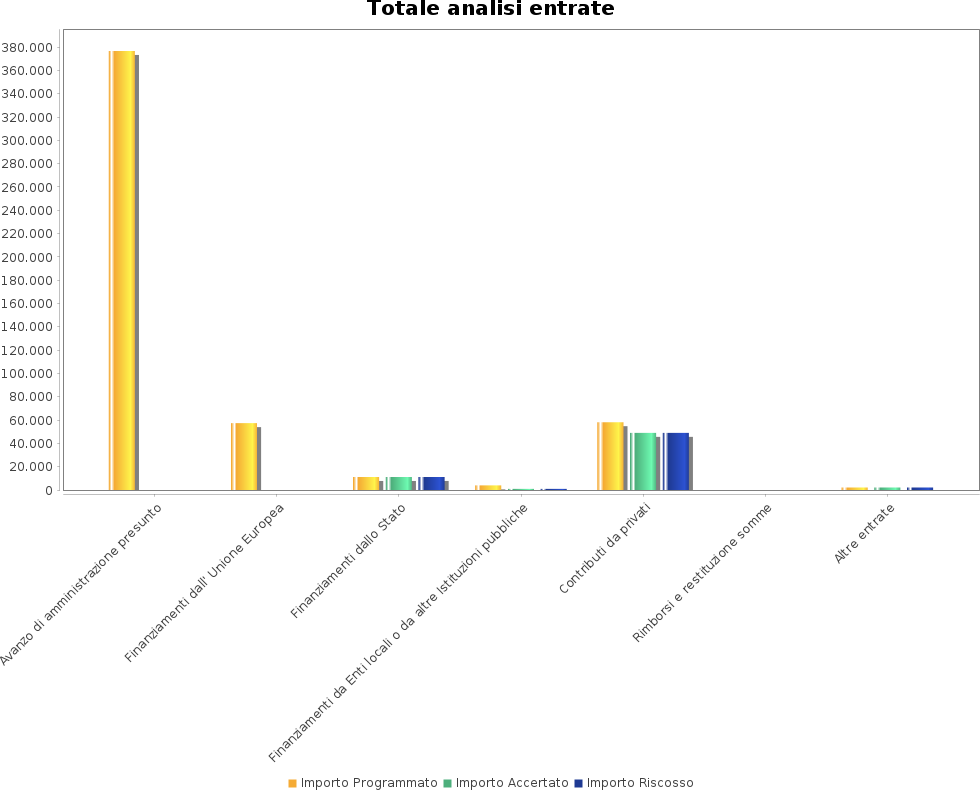 Totale analisi entrate
380.000
360.000
340.000
320.000
300.000
280.000
260.000
240.000
220.000
200.000
180.000
160.000
140.000
120.000
100.000
80.000
60.000
40.000
20.000
0
Avanzo di amministrazione presunto
Finanziamenti dall' Unione Europea
Finanziamenti dallo Stato
Finanziamenti da Enti locali o da altre istituzioni pubbliche
Contributi da privati
Rimborsi e restituzione somme
Altre entrate
Importo Programmato Importo Accertato Importo Riscosso